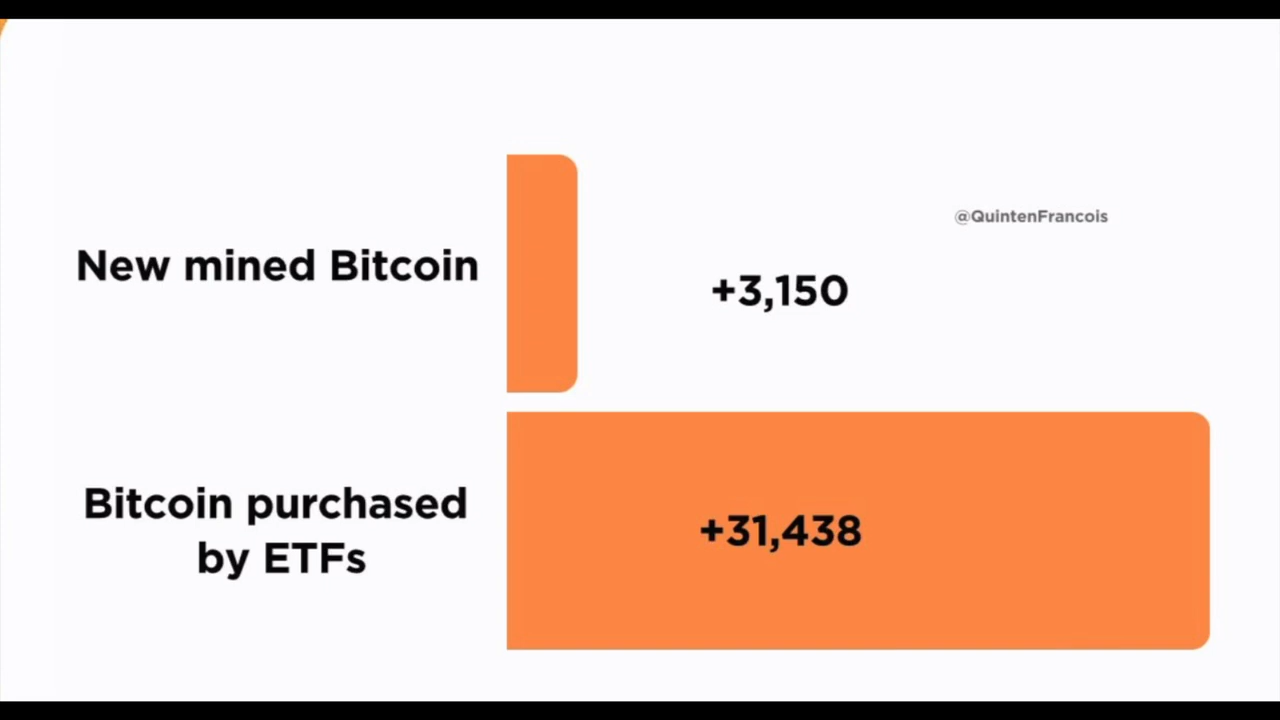 @QuintenFrancois
New mined Bitcoin
+3,150
Bitcoin purchased
by ETFs
+31,438